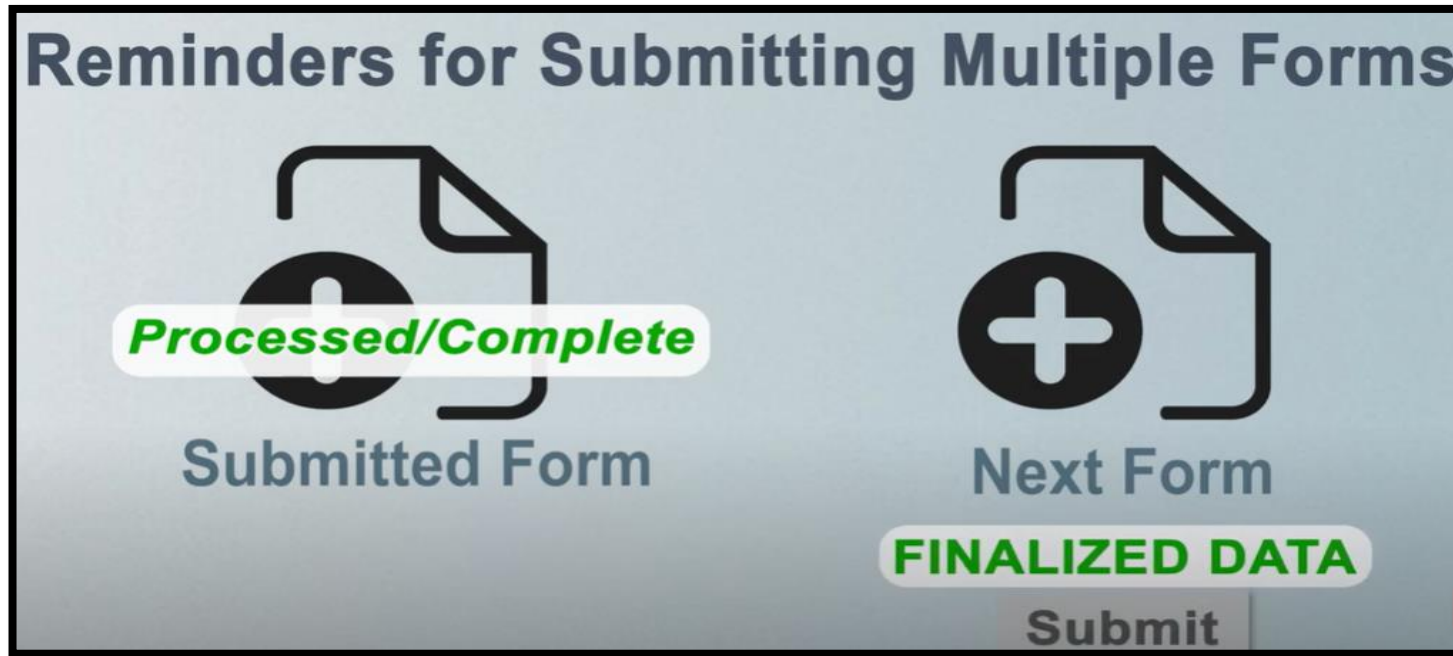 Reminders for Submitting Multiple Forms
Processed/Complete
Submitted Form
Next Form
FINALIZED DATA
Submit